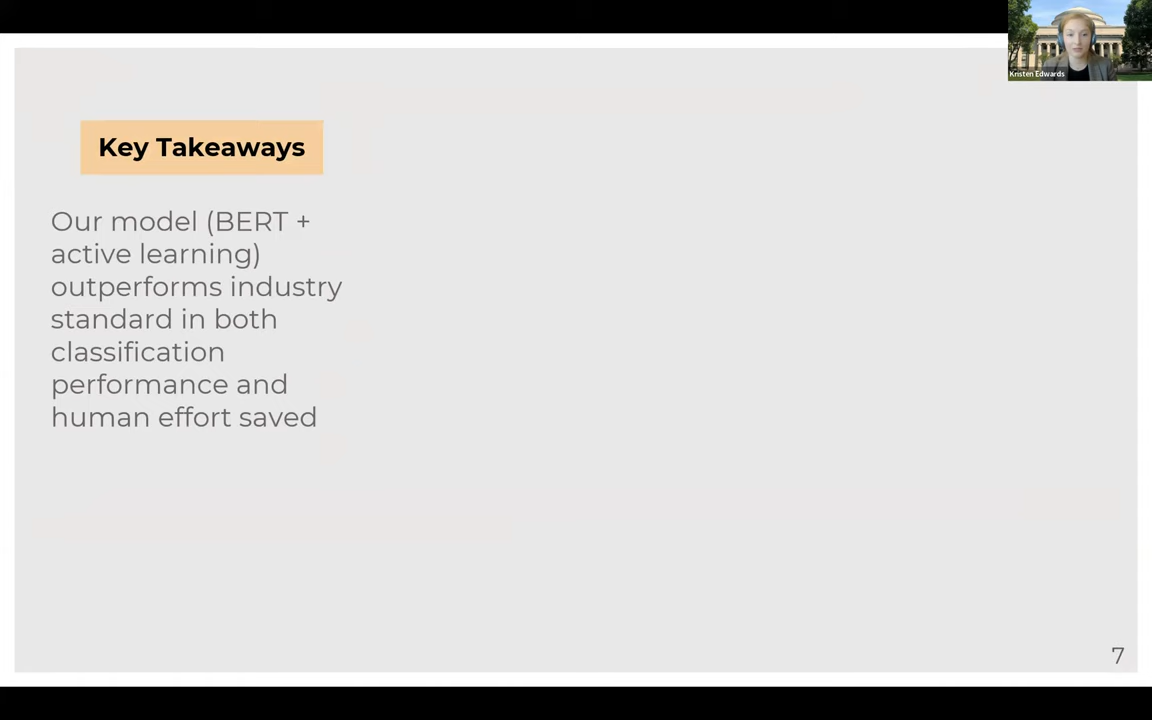 Kristen Edwards
Key Takeaways
Our model (BERT +
active learning)
outperforms industry
standard in both
classification
performance and
human effort saved
7